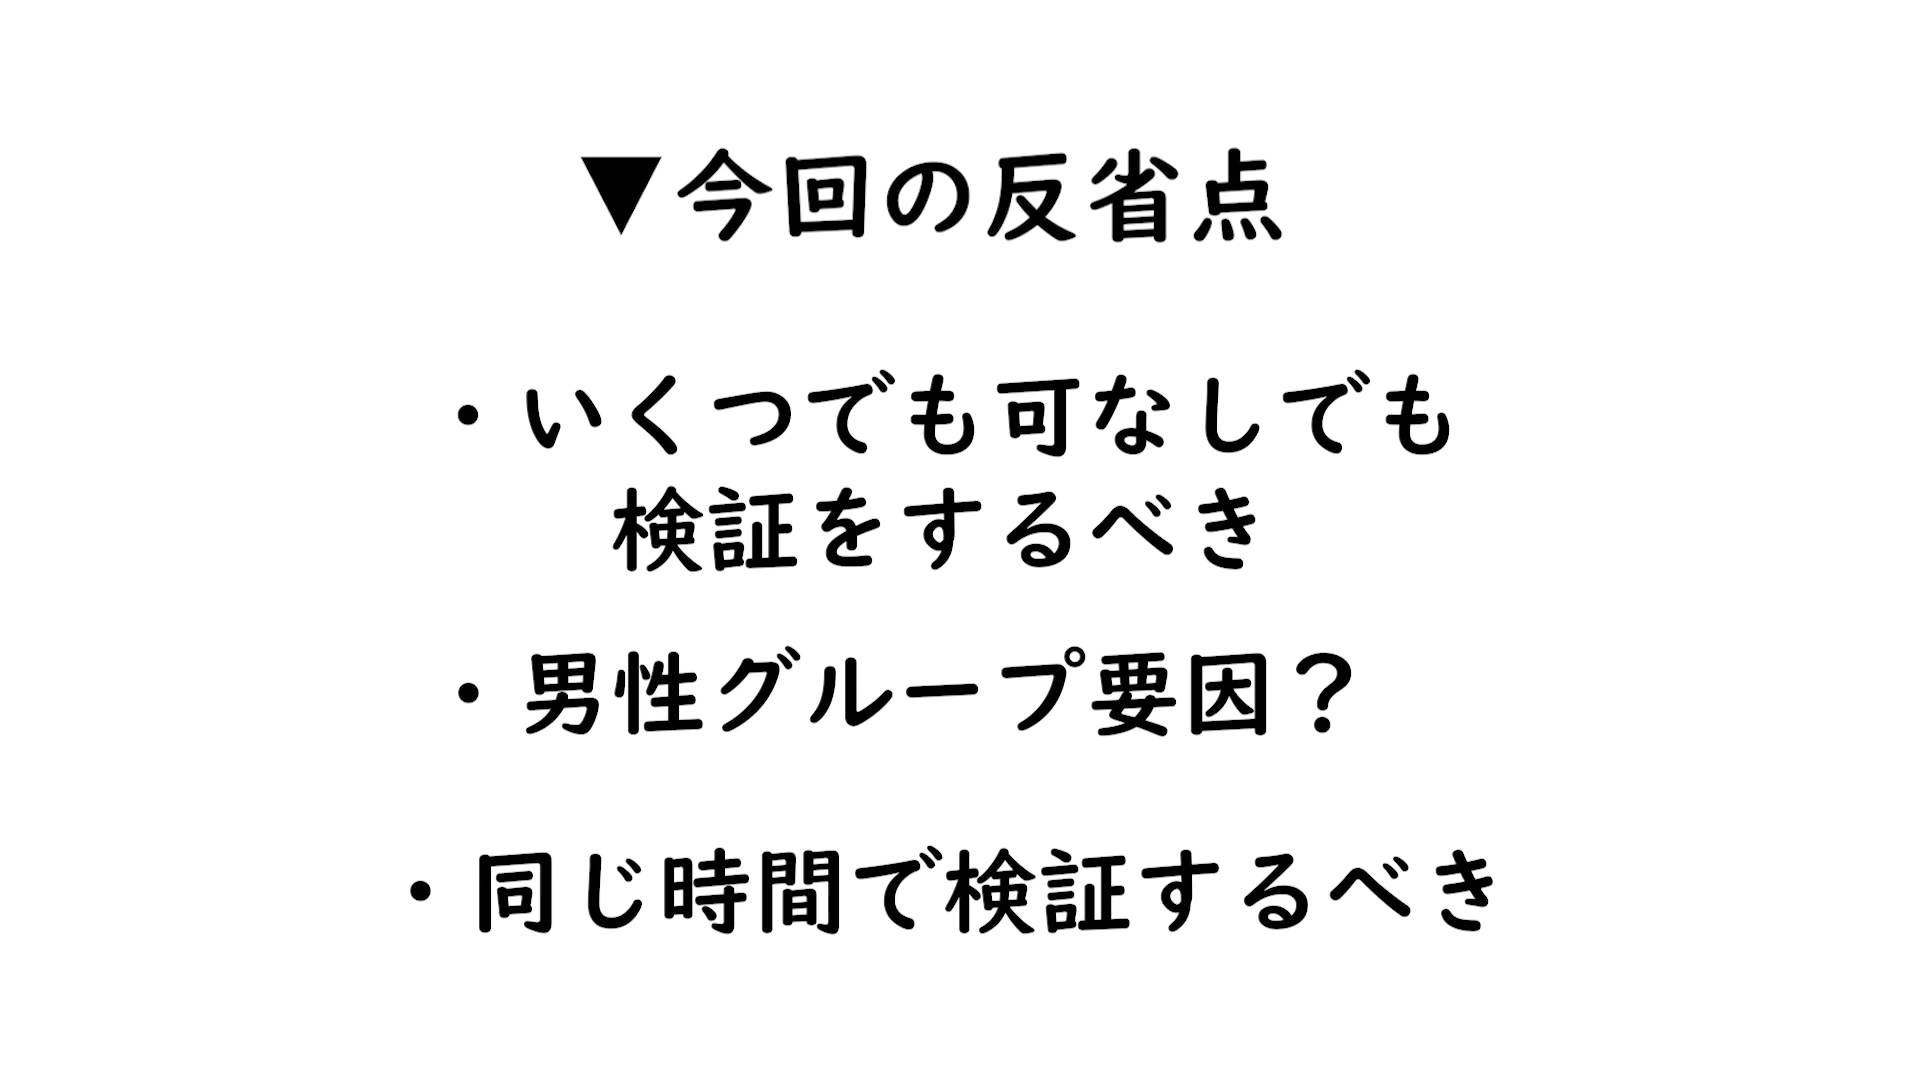 ▼今回の反省点
・いくつでも可なしでも
検証をするべき
・男性グループ要因？
・同じ時間で検証するべき